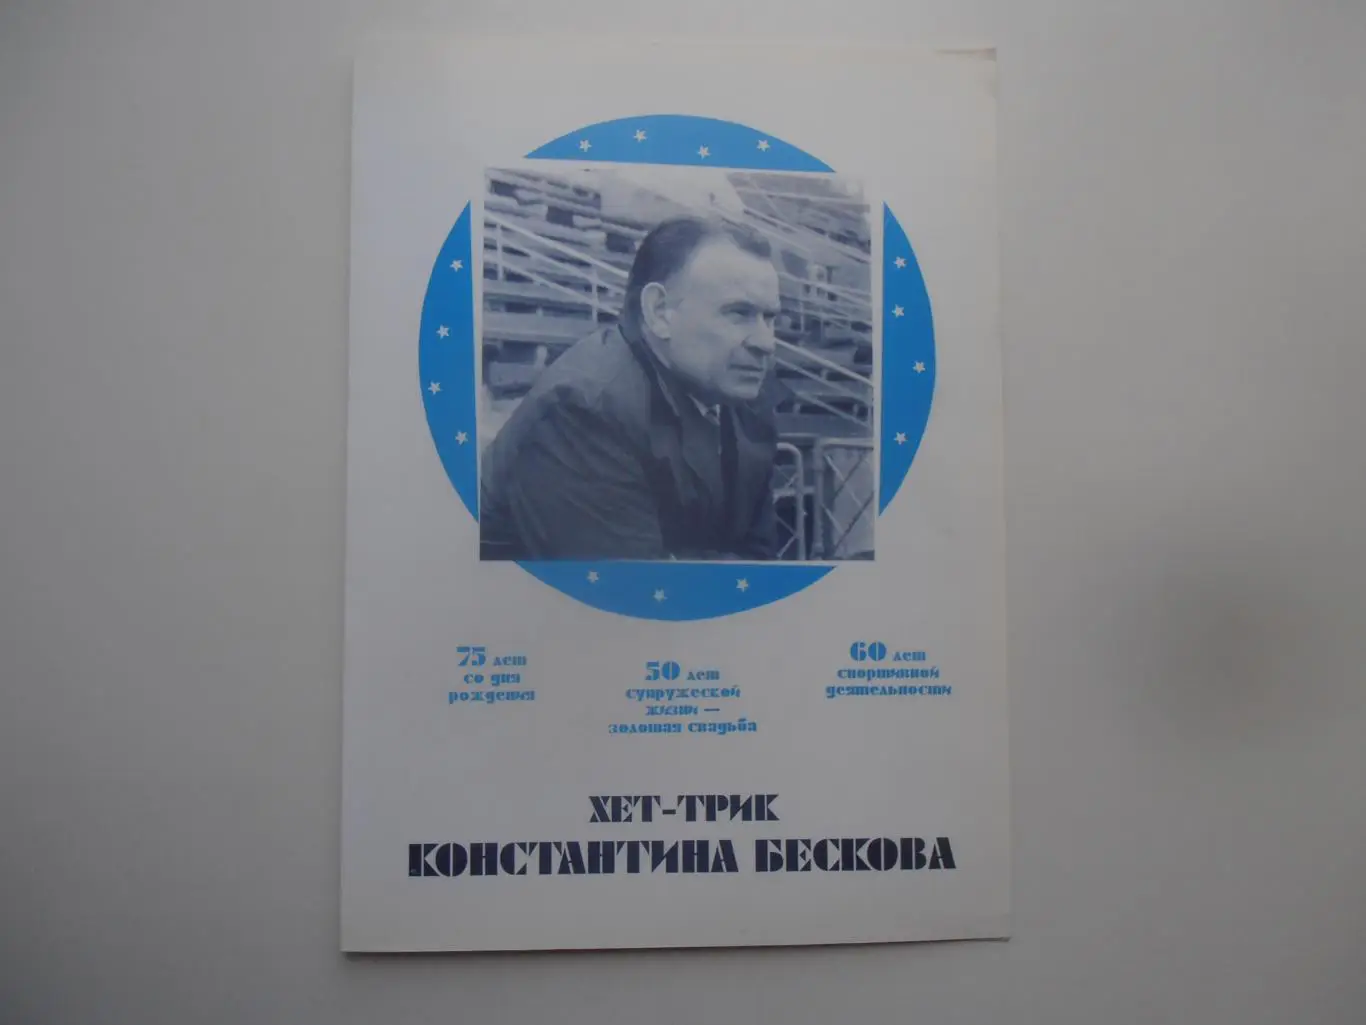 75 лет
со дня
рождения
50 лет
супружеской
жизни —
золотая свадьба
60 лет
спортивной
деятельности
ХЕТ-ТРИК
КОНСТАНТИНА БЕСКОВА